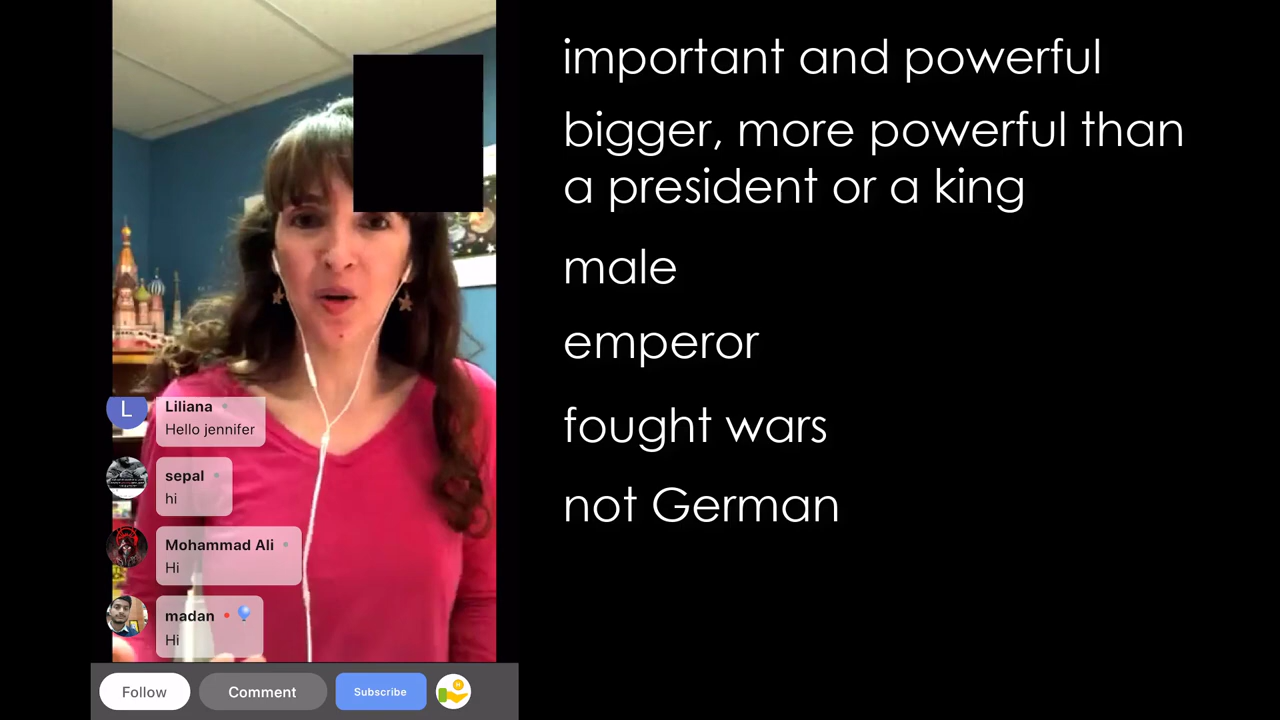 important and powerful
bigger, more powerful than
a president or a king
male
emperor
fought wars
not German
L
Liliana
Hello jennifer
sepal
hi
Mohammad Ali
Hi
madan
Hi
Follow
Comment
Subscribe